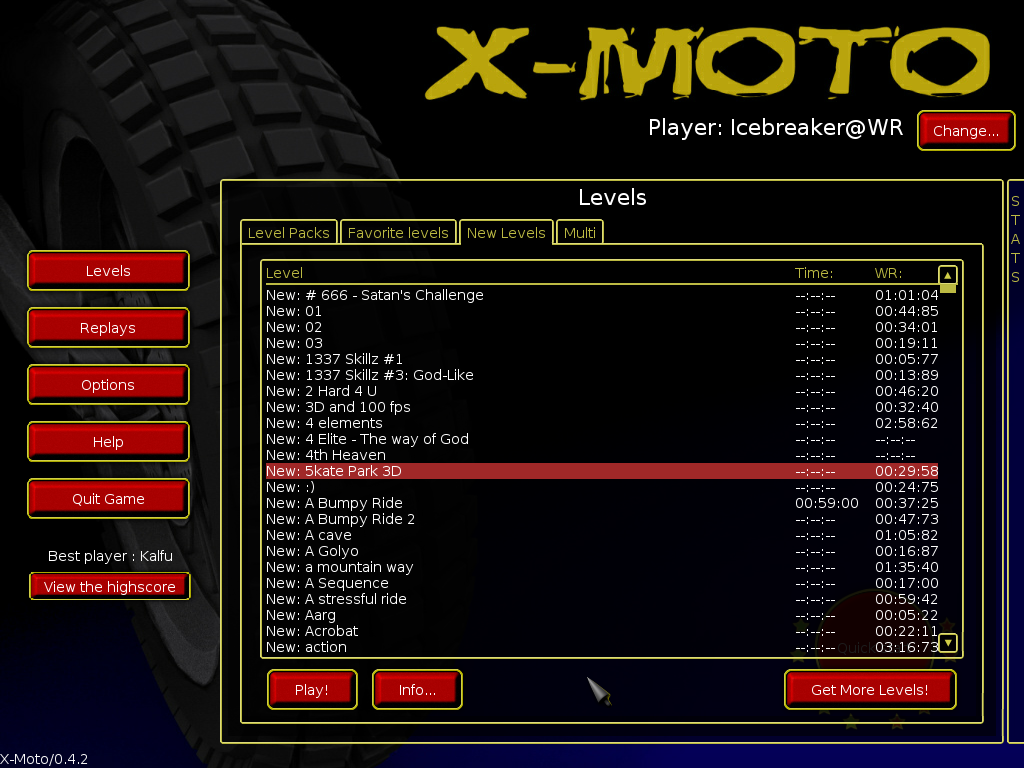 X-MOTO
Player: Icebreaker@WR
Change...
Levels
Replays
Options
Help
Quit Game
Best player : Kalfu
View the highscore
Levels
Level Packs Favorite levels New Levels Multi
Level Time: WR:
New: # 666 - Satan's Challenge --:--:-- 01:01:04
New: 01 --:--:-- 00:44:85
New: 02 --:--:-- 00:34:01
New: 03 --:--:-- 00:19:11
New: 1337 Skillz #1 --:--:-- 00:05:77
New: 1337 Skillz #3: God-Like --:--:-- 00:13:89
New: 2 Hard 4 U --:--:-- 00:46:20
New: 3D and 100 fps --:--:-- 00:32:40
New: 4 elements --:--:-- 02:58:62
New: 4 Elite - The way of God --:--:-- --:--:--
New: 4th Heaven --:--:-- --:--:--
New: 5kate Park 3D --:--:-- 00:29:58
New: :) --:--:-- 00:24:75
New: A Bumpy Ride 00:59:00 00:37:25
New: A Bumpy Ride 2 --:--:-- 00:47:73
New: A cave --:--:-- 01:05:82
New: A Golyo --:--:-- 00:16:87
New: a mountain way --:--:-- 01:35:40
New: A Sequence --:--:-- 00:17:00
New: A stressful ride --:--:-- 00:59:42
New: Aarg --:--:-- 00:05:22
New: Acrobat --:--:-- 00:22:11
New: action --:--:-- 03:16:73
Quick
Play! Info... Get More Levels!
S
T
A
T
S
X-Moto/0.4.2